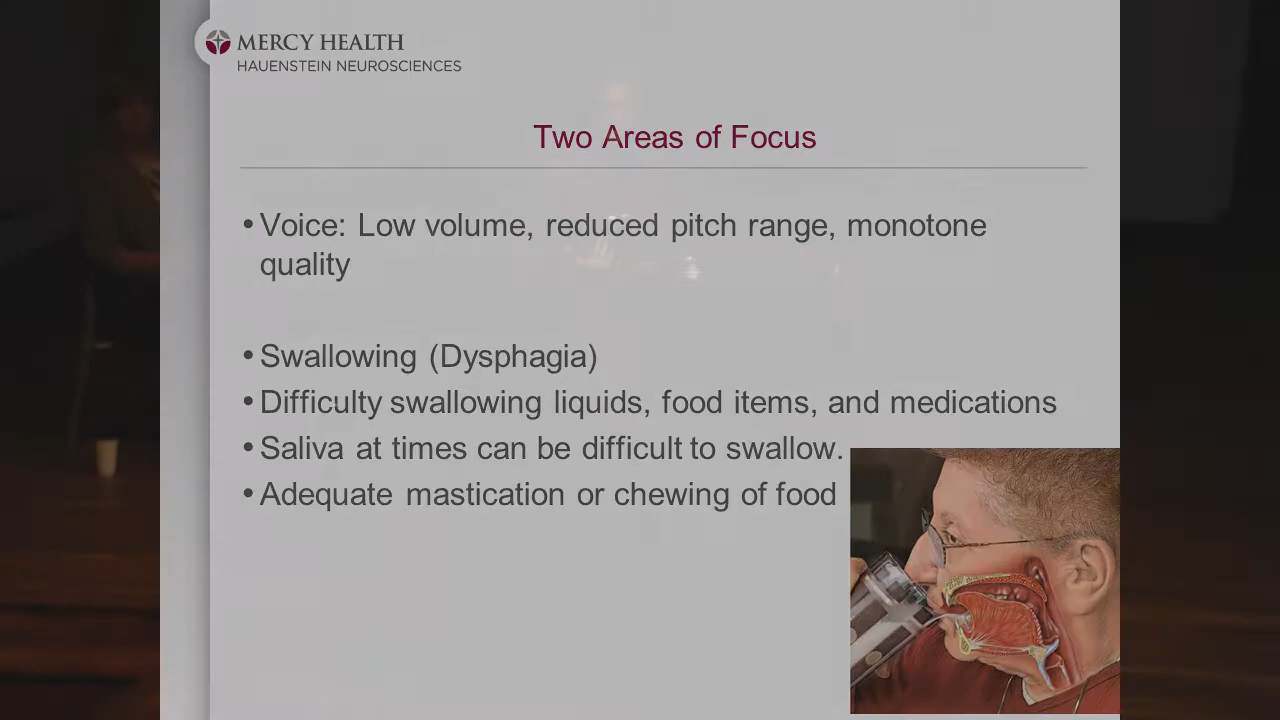 MERCY HEALTH
HAUENSTEIN NEUROSCIENCES
Two Areas of Focus
• Voice: Low volume, reduced pitch range, monotone
quality
• Swallowing (Dysphagia)
• Difficulty swallowing liquids, food items, and medications
• Saliva at times can be difficult to swallow.
• Adequate mastication or chewing of food